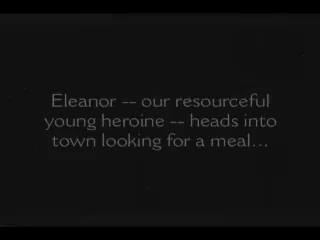 Eleanor -- our resourceful
young heroine -- heads into
town looking for a meal...